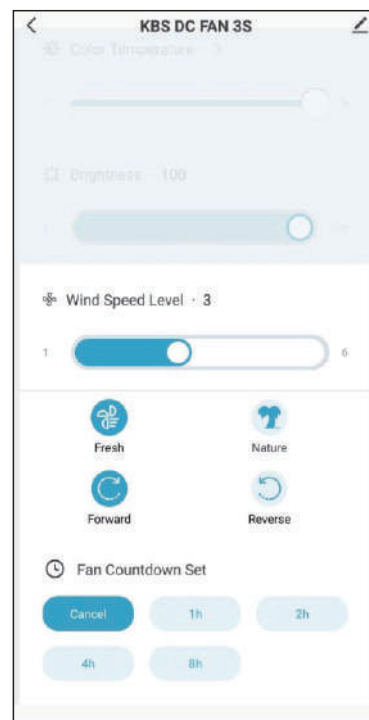 KBS DC FAN 3S
Color Temperature
Brightness 100
Wind Speed Level · 3
1 6
Fresh Nature
Forward Reverse
Fan Countdown Set
Cancel 1h 2h
4h 8h